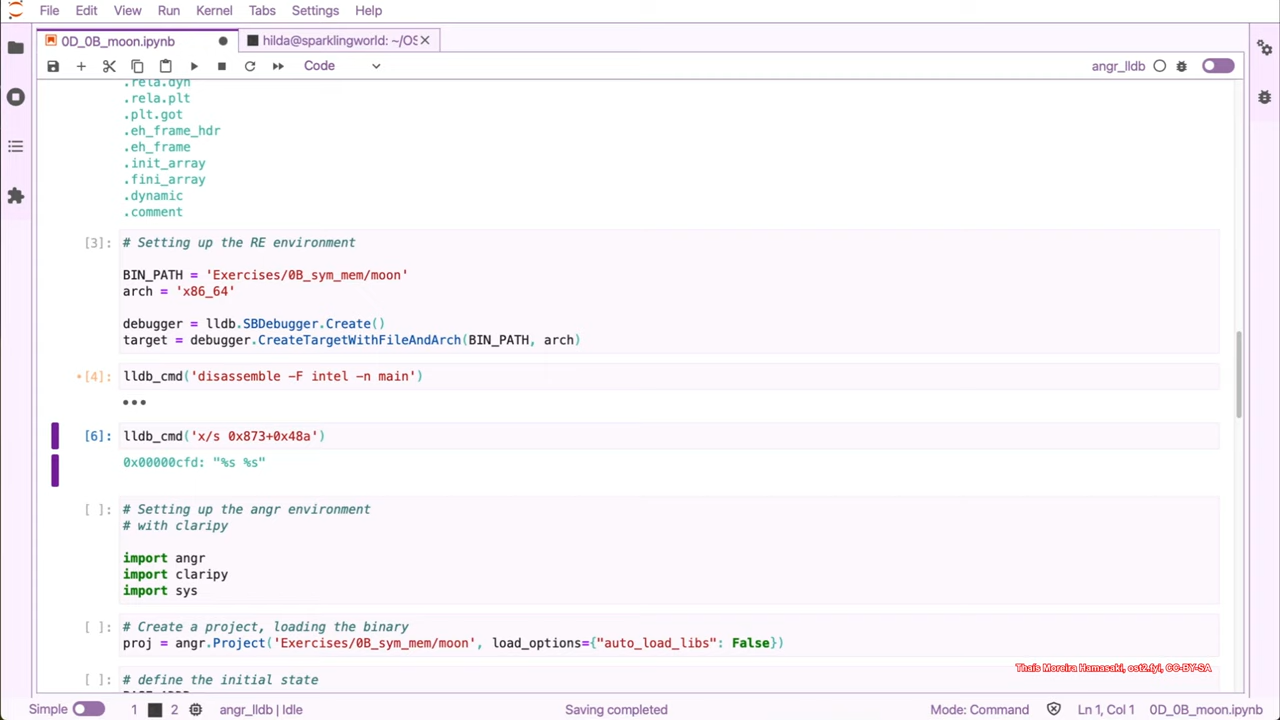 File Edit View Run Kernel Tabs Settings Help
0D_0B_moon.ipynb
hilda@sparklingworld: ~/OS
Code
angr_lldb
.rela.dyn
.rela.plt
.plt.got
.eh_frame_hdr
.eh_frame
.init_array
.fini_array
.dynamic
.comment
[3]: # Setting up the RE environment
BIN_PATH = 'Exercises/0B_sym_mem/moon'
arch = 'x86_64'
debugger = lldb.SBDebugger.Create()
target = debugger.CreateTargetWithFileAndArch(BIN_PATH, arch)
•[4]: lldb_cmd('disassemble -F intel -n main')
•••
[6]: lldb_cmd('x/s 0x873+0x48a')
0x00000cfd: "%s %s"
[ ]: # Setting up the angr environment
# with claripy
import angr
import claripy
import sys
[ ]: # Create a project, loading the binary
proj = angr.Project('Exercises/0B_sym_mem/moon', load_options={"auto_load_libs": False})
Thais Moreira Hamasaki, ost2.fyi, CC-BY-SA
[ ]: # define the initial state
Simple 1 2 angr_lldb | Idle Saving completed Mode: Command Ln 1, Col 1 0D_0B_moon.ipynb